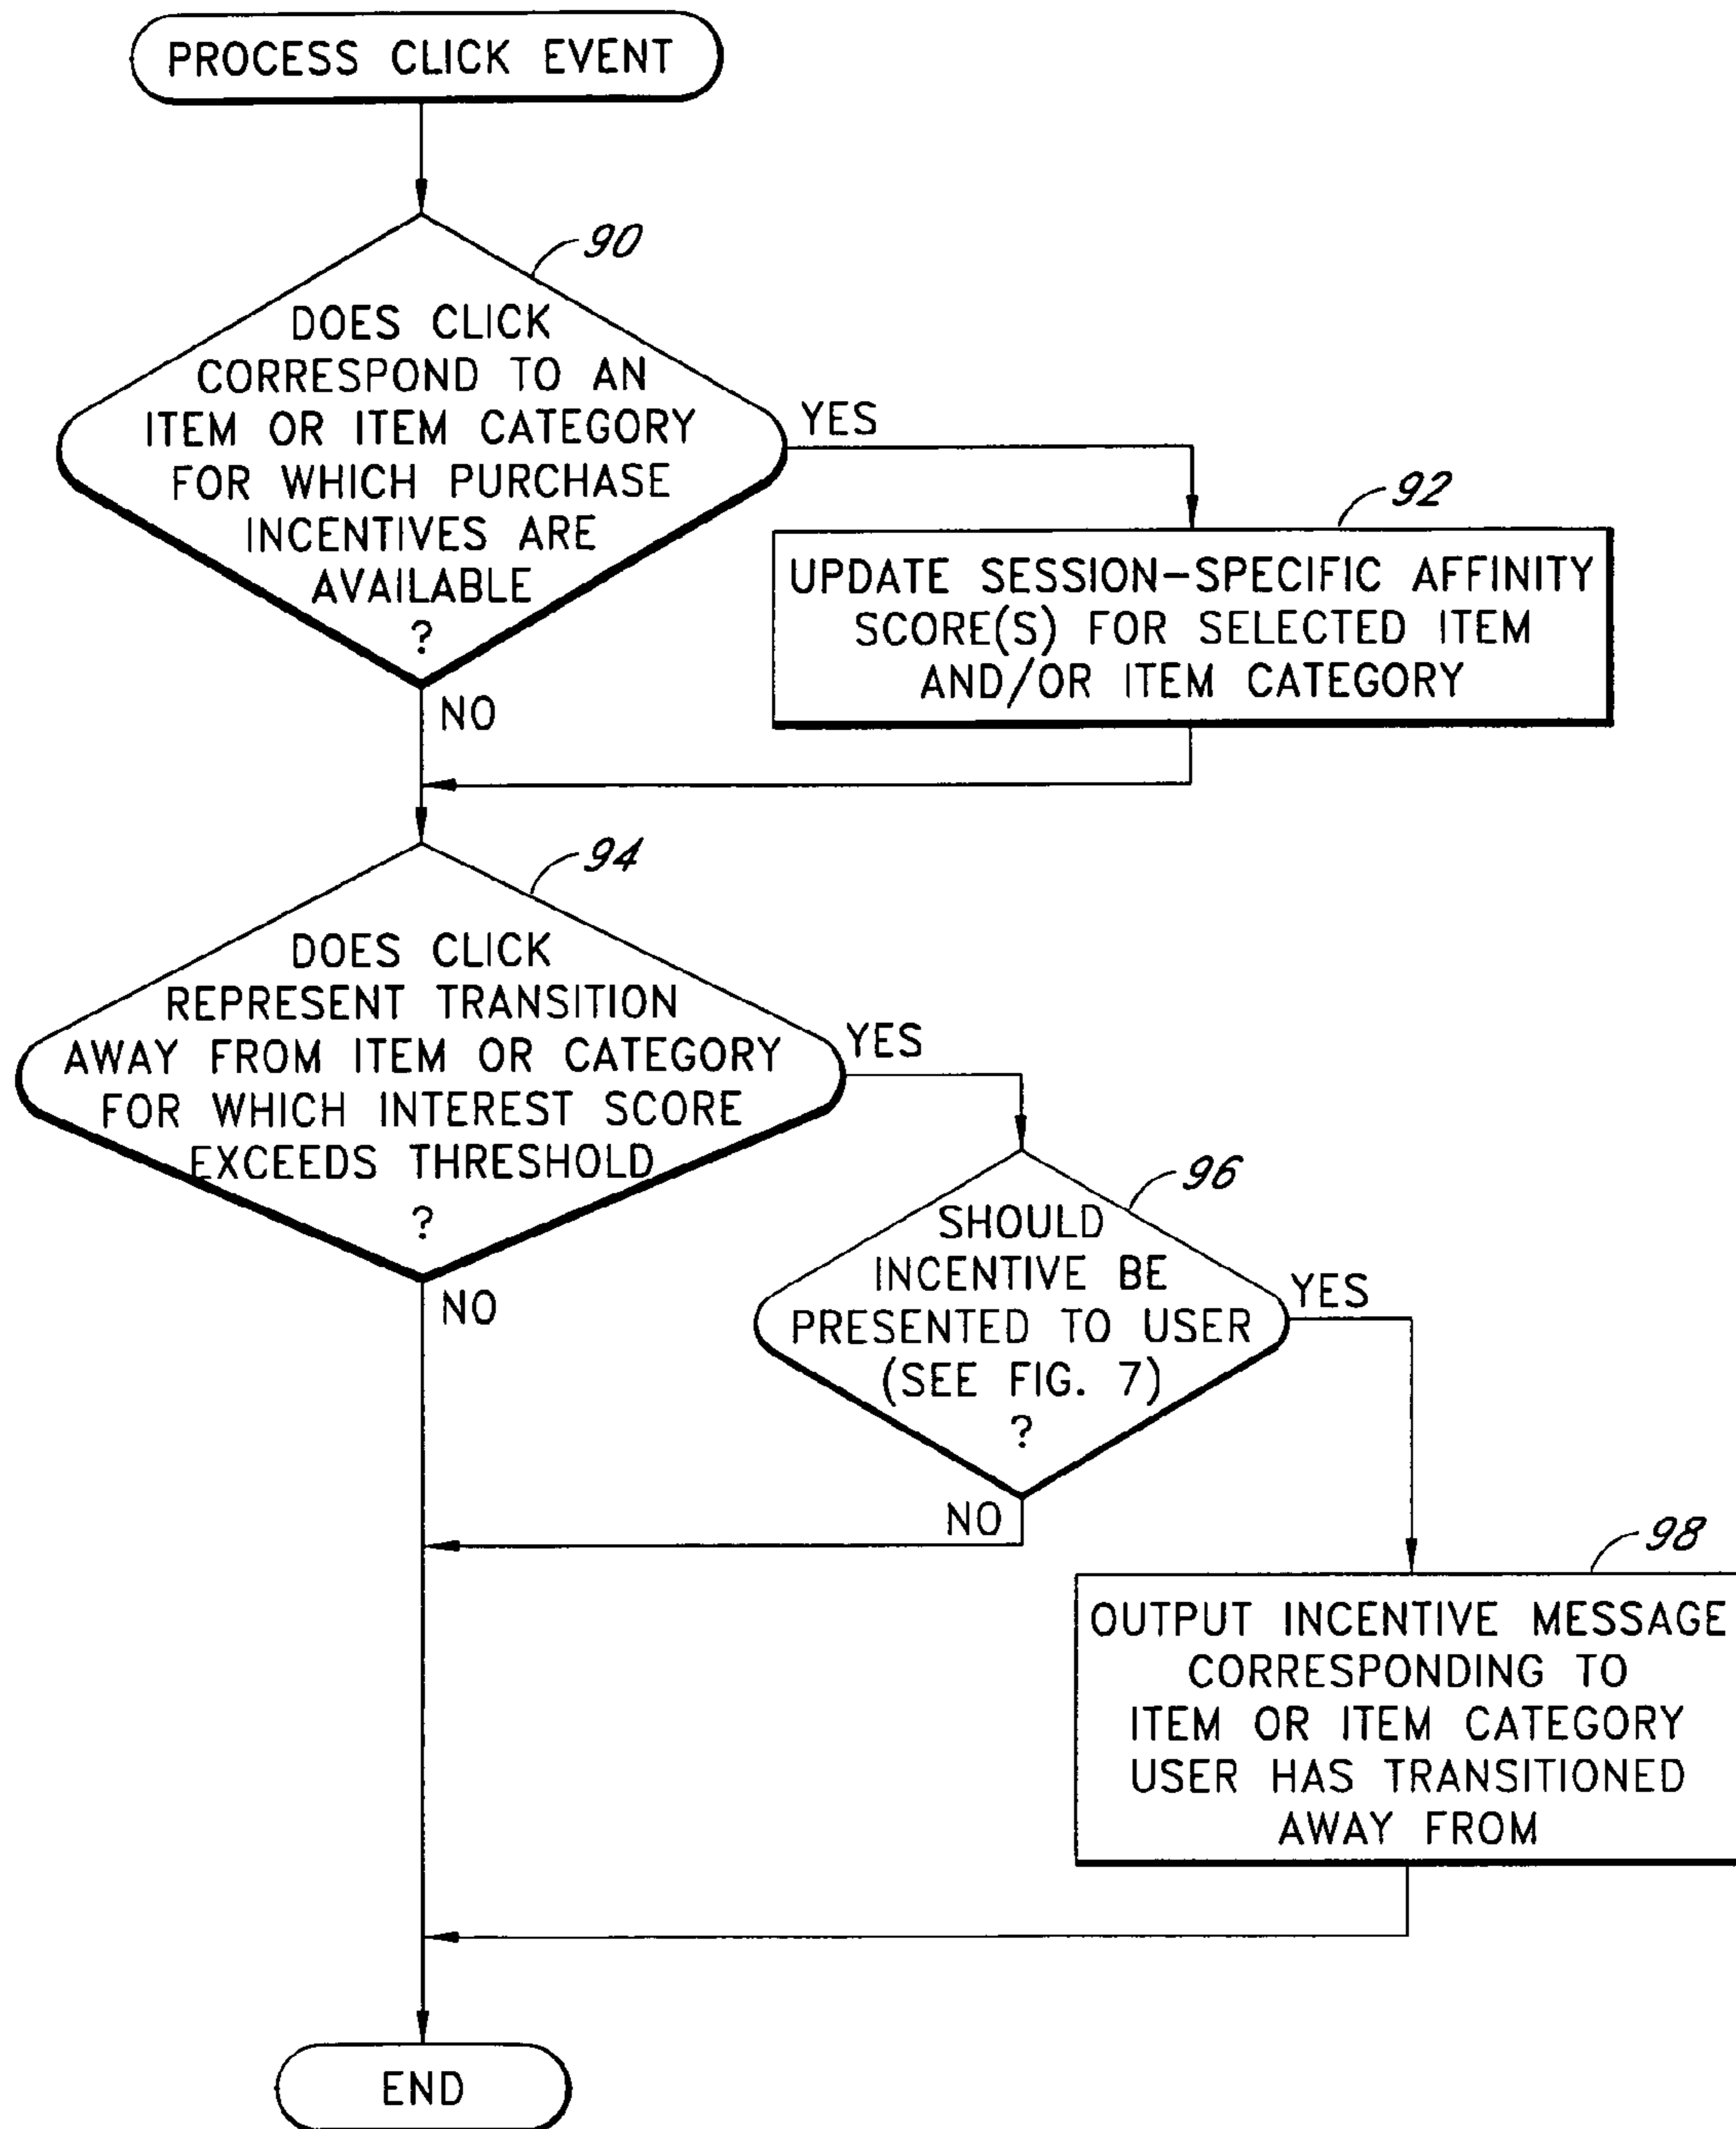 PROCESS CLICK EVENT
90
DOES CLICK
CORRESPOND TO AN
ITEM OR ITEM CATEGORY
FOR WHICH PURCHASE
INCENTIVES ARE
AVAILABLE
?
YES
NO
92
UPDATE SESSION-SPECIFIC AFFINITY
SCORE(S) FOR SELECTED ITEM
AND/OR ITEM CATEGORY
94
DOES CLICK
REPRESENT TRANSITION
AWAY FROM ITEM OR CATEGORY
FOR WHICH INTEREST SCORE
EXCEEDS THRESHOLD
?
YES
NO
96
SHOULD
INCENTIVE BE
PRESENTED TO USER
(SEE FIG. 7)
?
YES
NO
98
OUTPUT INCENTIVE MESSAGE
CORRESPONDING TO
ITEM OR ITEM CATEGORY
USER HAS TRANSITIONED
AWAY FROM
END